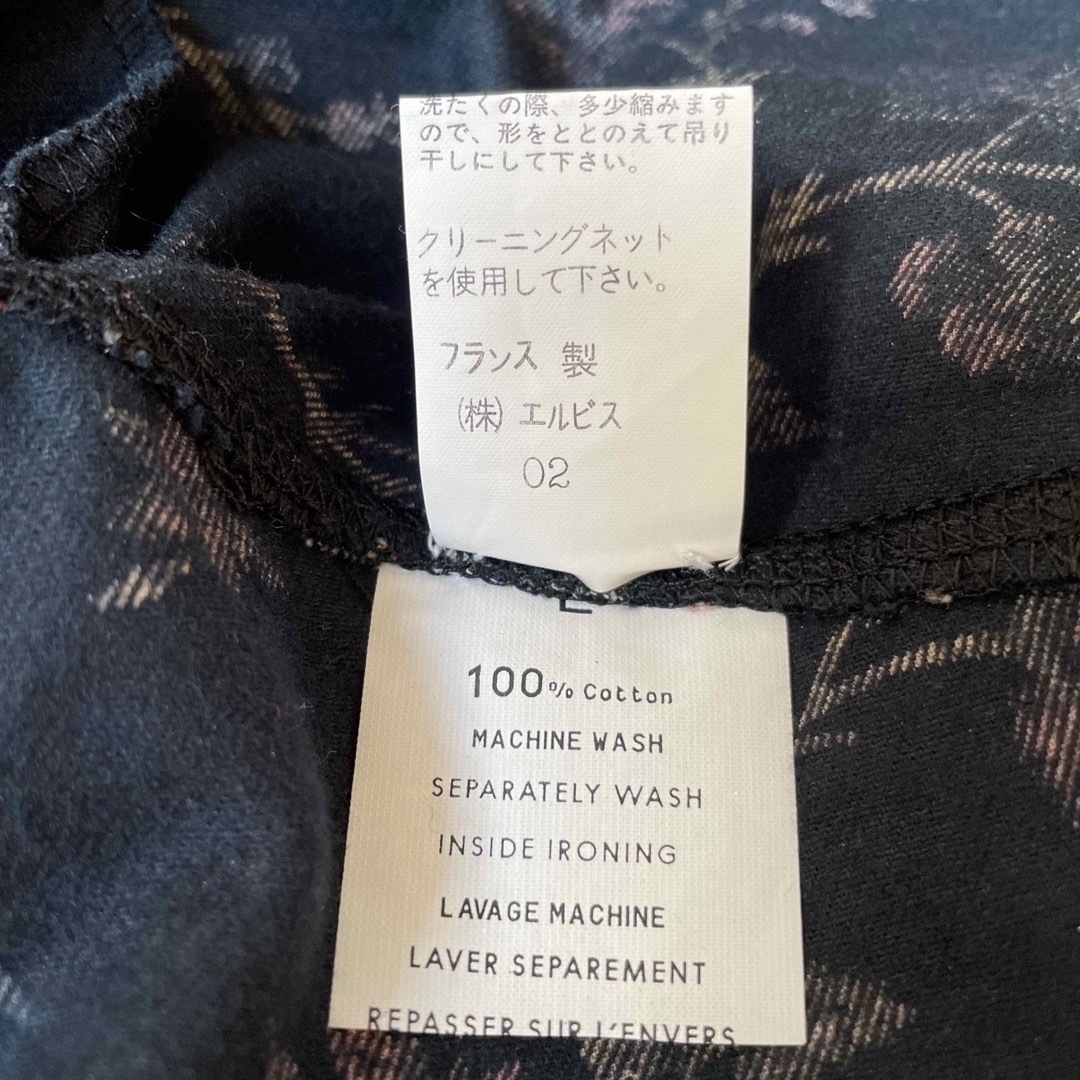 洗たくの際、多少縮みます
ので、形をととのえて吊り
干しにして下さい。
クリーニングネット
を使用して下さい。
フランス 製
(株) エルビス
02
100% Cotton
MACHINE WASH
SEPARATELY WASH
INSIDE IRONING
LAVAGE MACHINE
LAVER SEPAREMENT
REPASSER SUR L'ENVERS